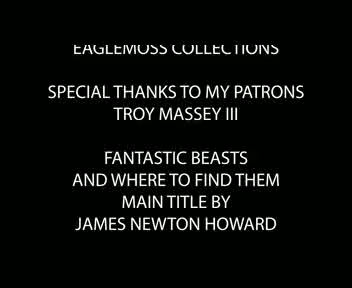 EAGLEMOSS COLLECTIONS
SPECIAL THANKS TO MY PATRONS
TROY MASSEY III
FANTASTIC BEASTS
AND WHERE TO FIND THEM
MAIN TITLE BY
JAMES NEWTON HOWARD